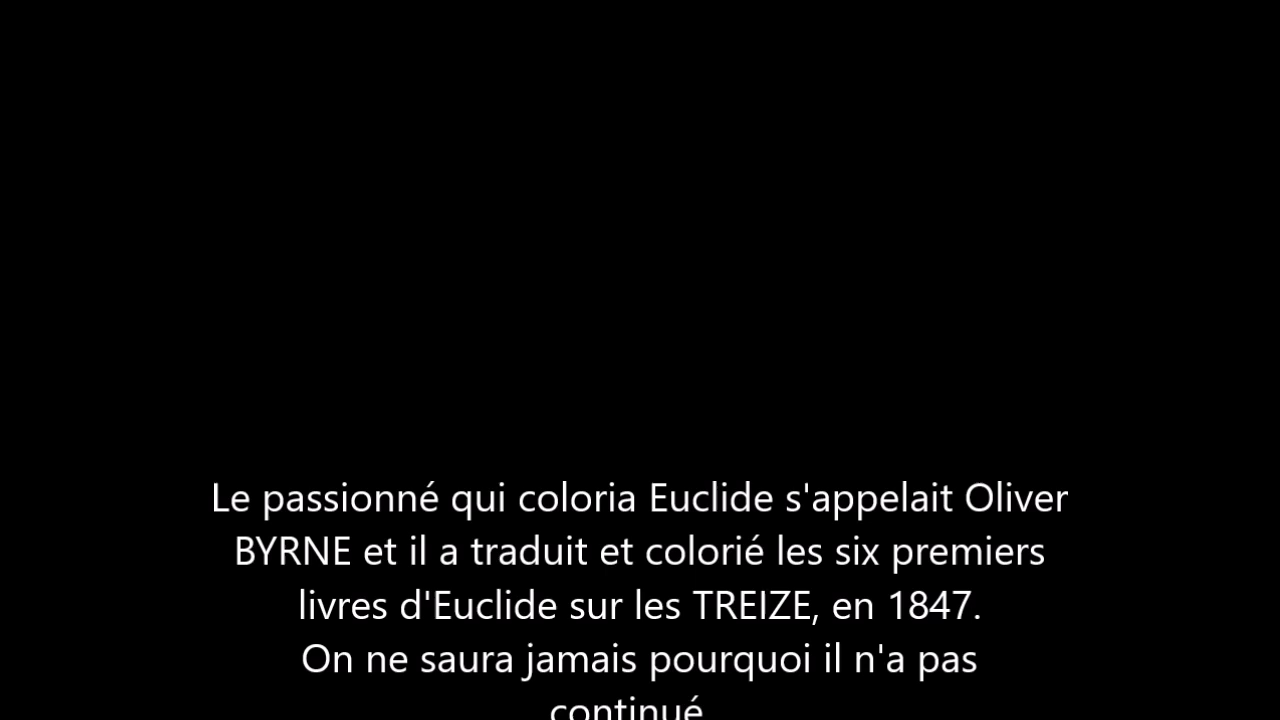 Le passionné qui coloria Euclide s'appelait Oliver
BYRNE et il a traduit et colorié les six premiers
livres d'Euclide sur les TREIZE, en 1847.
On ne saura jamais pourquoi il n'a pas
continué